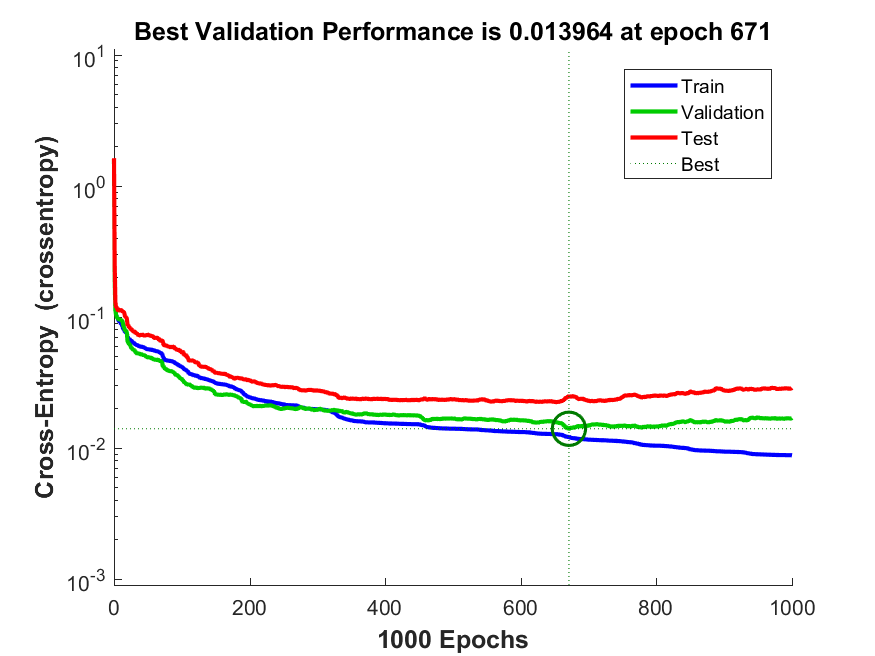 Best Validation Performance is 0.013964 at epoch 671
10^1
10^0
10^-1
10^-2
10^-3
Cross-Entropy (crossentropy)
Train
Validation
Test
Best
0 200 400 600 800 1000
1000 Epochs